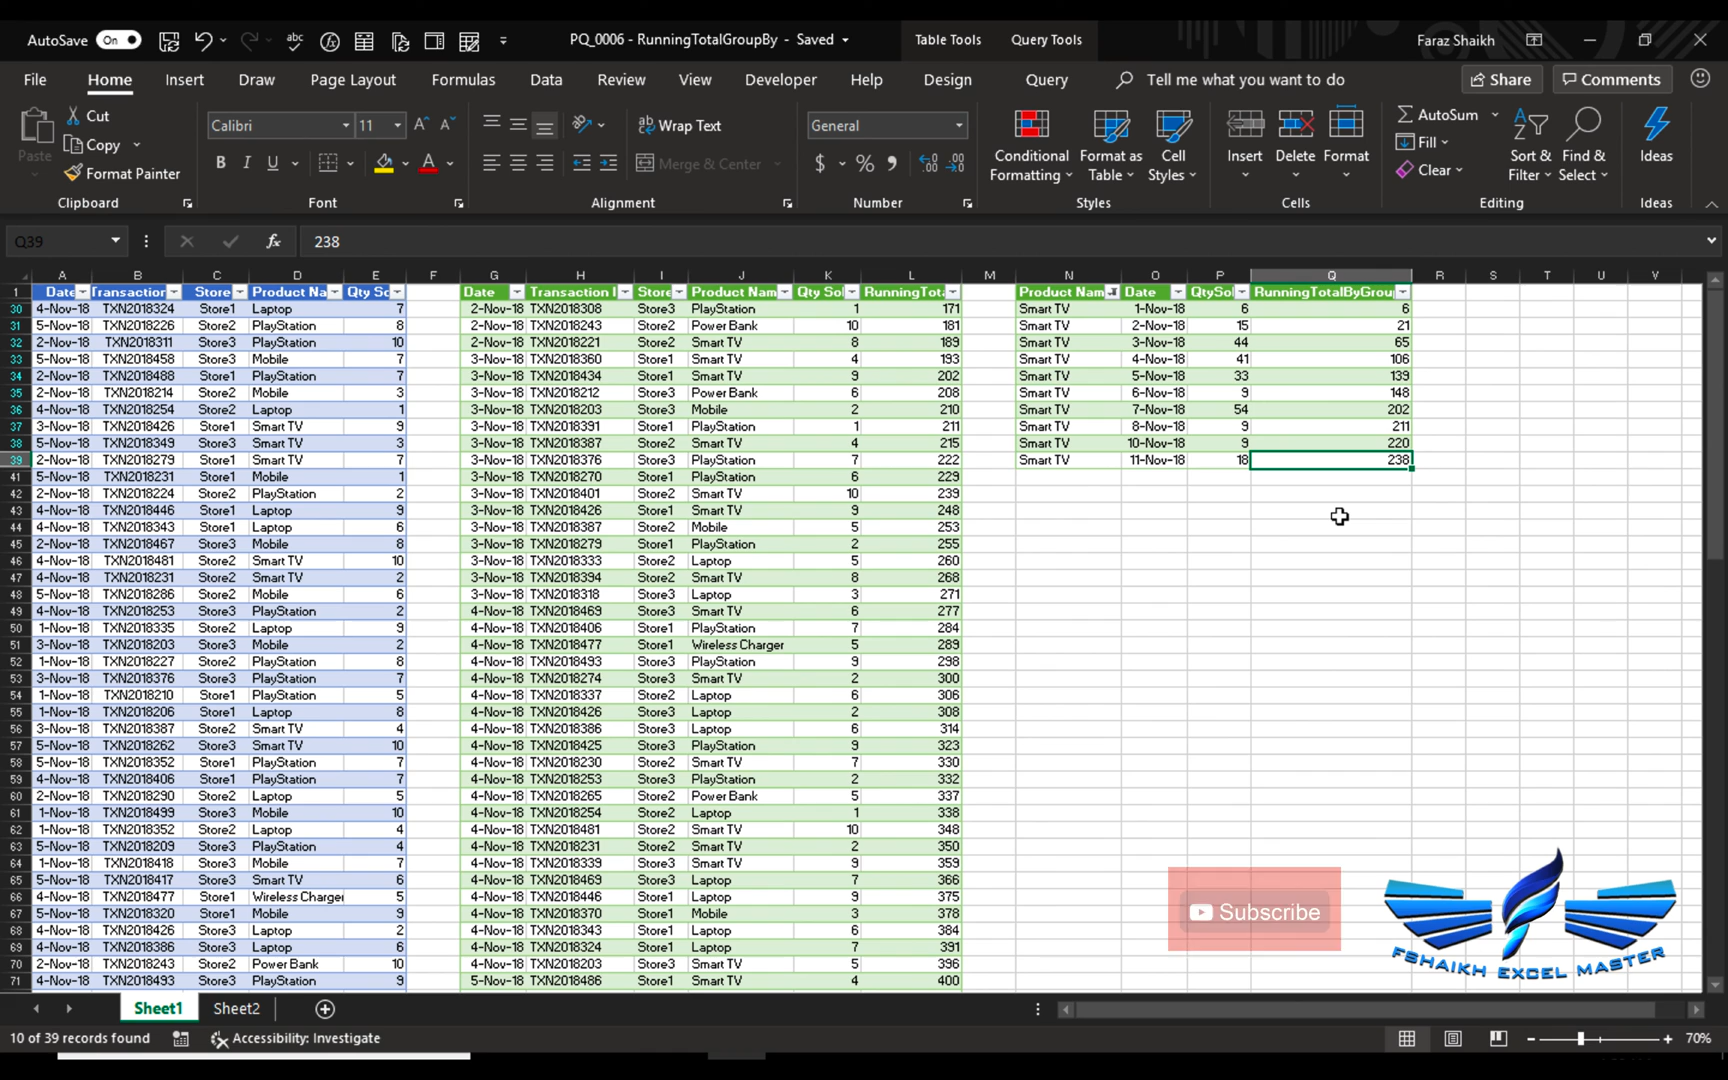 AutoSave On PQ_0006 - RunningTotalGroupBy - Saved Table Tools Query Tools Faraz Shaikh
File Home Insert Draw Page Layout Formulas Data Review View Developer Help Design Query Tell me what you want to do Share Comments
Paste Cut Copy Format Painter
Calibri 11 Wrap Text Merge & Center General
B I U A $ % ,
Conditional Formatting Format as Table Cell Styles Insert Delete Format AutoSum Fill Clear Sort & Filter Find & Select Ideas
Clipboard Font Alignment Number Styles Cells Editing Ideas
Q39 fx 238
A B C D E F G H I J K L M N O P Q R S T U V
1 Date Transaction Store Product Na Qty So Date Transaction I Store Product Nam Qty Sol RunningTota Product Nam Date QtySol RunningTotalByGroup
30 4-Nov-18 TXN2018324 Store1 Laptop 7 2-Nov-18 TXN2018308 Store3 PlayStation 1 171 Smart TV 1-Nov-18 6 6
31 5-Nov-18 TXN2018226 Store2 PlayStation 8 2-Nov-18 TXN2018243 Store2 Power Bank 10 181 Smart TV 2-Nov-18 15 21
32 2-Nov-18 TXN2018311 Store3 PlayStation 10 2-Nov-18 TXN2018221 Store2 Smart TV 8 189 Smart TV 3-Nov-18 44 65
33 5-Nov-18 TXN2018458 Store3 Mobile 7 3-Nov-18 TXN2018360 Store1 Smart TV 4 193 Smart TV 4-Nov-18 41 106
34 2-Nov-18 TXN2018488 Store1 PlayStation 7 3-Nov-18 TXN2018434 Store1 Smart TV 9 202 Smart TV 5-Nov-18 33 139
35 2-Nov-18 TXN2018214 Store2 Mobile 3 3-Nov-18 TXN2018212 Store3 Power Bank 6 208 Smart TV 6-Nov-18 9 148
36 4-Nov-18 TXN2018254 Store2 Laptop 1 3-Nov-18 TXN2018203 Store3 Mobile 2 210 Smart TV 7-Nov-18 54 202
37 3-Nov-18 TXN2018426 Store1 Smart TV 9 3-Nov-18 TXN2018391 Store1 PlayStation 1 211 Smart TV 8-Nov-18 9 211
38 5-Nov-18 TXN2018349 Store3 Smart TV 3 3-Nov-18 TXN2018387 Store2 Smart TV 4 215 Smart TV 10-Nov-18 9 220
39 2-Nov-18 TXN2018279 Store1 Smart TV 7 3-Nov-18 TXN2018376 Store3 PlayStation 7 222 Smart TV 11-Nov-18 18 238
41 5-Nov-18 TXN2018231 Store1 Mobile 1 3-Nov-18 TXN2018270 Store1 PlayStation 6 229
42 2-Nov-18 TXN2018224 Store2 PlayStation 2 3-Nov-18 TXN2018401 Store2 Smart TV 10 239
43 4-Nov-18 TXN2018446 Store1 Laptop 9 3-Nov-18 TXN2018426 Store1 Smart TV 9 248
44 4-Nov-18 TXN2018343 Store1 Laptop 6 3-Nov-18 TXN2018387 Store2 Mobile 5 253
45 2-Nov-18 TXN2018467 Store3 Mobile 8 3-Nov-18 TXN2018279 Store1 PlayStation 2 255
46 4-Nov-18 TXN2018481 Store2 Smart TV 10 3-Nov-18 TXN2018333 Store2 Laptop 5 260
47 4-Nov-18 TXN2018231 Store2 Smart TV 2 3-Nov-18 TXN2018394 Store2 Smart TV 8 268
48 5-Nov-18 TXN2018286 Store2 Mobile 6 3-Nov-18 TXN2018318 Store3 Laptop 3 271
49 4-Nov-18 TXN2018253 Store3 PlayStation 2 4-Nov-18 TXN2018469 Store3 Smart TV 6 277
50 1-Nov-18 TXN2018335 Store2 Laptop 9 4-Nov-18 TXN2018406 Store1 PlayStation 7 284
51 3-Nov-18 TXN2018203 Store3 Mobile 2 4-Nov-18 TXN2018477 Store1 Wireless Charger 5 289
52 1-Nov-18 TXN2018227 Store2 PlayStation 8 4-Nov-18 TXN2018493 Store3 PlayStation 9 298
53 3-Nov-18 TXN2018376 Store3 PlayStation 7 4-Nov-18 TXN2018274 Store3 Smart TV 2 300
54 1-Nov-18 TXN2018210 Store1 PlayStation 5 4-Nov-18 TXN2018337 Store2 Laptop 6 306
55 1-Nov-18 TXN2018206 Store1 Laptop 8 4-Nov-18 TXN2018426 Store3 Laptop 2 308
56 3-Nov-18 TXN2018387 Store2 Smart TV 4 4-Nov-18 TXN2018386 Store3 Laptop 6 314
57 5-Nov-18 TXN2018262 Store3 Smart TV 10 4-Nov-18 TXN2018425 Store3 PlayStation 9 323
58 5-Nov-18 TXN2018352 Store1 PlayStation 7 4-Nov-18 TXN2018230 Store2 Smart TV 7 330
59 4-Nov-18 TXN2018406 Store1 PlayStation 7 4-Nov-18 TXN2018253 Store3 PlayStation 2 332
60 2-Nov-18 TXN2018290 Store2 Laptop 5 4-Nov-18 TXN2018265 Store2 Power Bank 5 337
61 1-Nov-18 TXN2018499 Store3 Mobile 10 4-Nov-18 TXN2018254 Store2 Laptop 1 338
62 1-Nov-18 TXN2018352 Store2 Laptop 4 4-Nov-18 TXN2018481 Store2 Smart TV 10 348
63 5-Nov-18 TXN2018209 Store3 PlayStation 4 4-Nov-18 TXN2018231 Store2 Smart TV 2 350
64 1-Nov-18 TXN2018418 Store3 Mobile 7 4-Nov-18 TXN2018339 Store3 Smart TV 9 359
65 5-Nov-18 TXN2018417 Store3 Smart TV 6 4-Nov-18 TXN2018469 Store3 Laptop 7 366
66 4-Nov-18 TXN2018477 Store1 Wireless Charger 5 4-Nov-18 TXN2018446 Store1 Laptop 9 375
67 5-Nov-18 TXN2018320 Store1 Mobile 9 4-Nov-18 TXN2018370 Store1 Mobile 3 378
68 4-Nov-18 TXN2018426 Store3 Laptop 2 4-Nov-18 TXN2018343 Store1 Laptop 6 384
69 4-Nov-18 TXN2018386 Store3 Laptop 6 4-Nov-18 TXN2018324 Store1 Laptop 7 391
70 2-Nov-18 TXN2018243 Store2 Power Bank 10 4-Nov-18 TXN2018203 Store3 Smart TV 5 396
71 4-Nov-18 TXN2018493 Store3 PlayStation 9 5-Nov-18 TXN2018486 Store1 Smart TV 4 400
Subscribe
FSHAIKH EXCEL MASTER
Sheet1 Sheet2
10 of 39 records found Accessibility: Investigate 70%